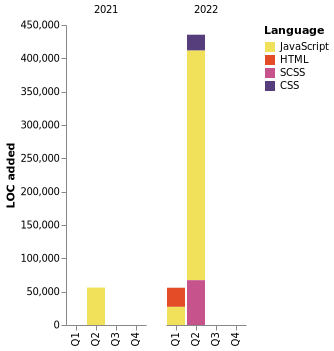 2021 2022
Language
JavaScript
HTML
SCSS
CSS
LOC added
450,000
400,000
350,000
300,000
250,000
200,000
150,000
100,000
50,000
0
Q1 Q2 Q3 Q4 Q1 Q2 Q3 Q4